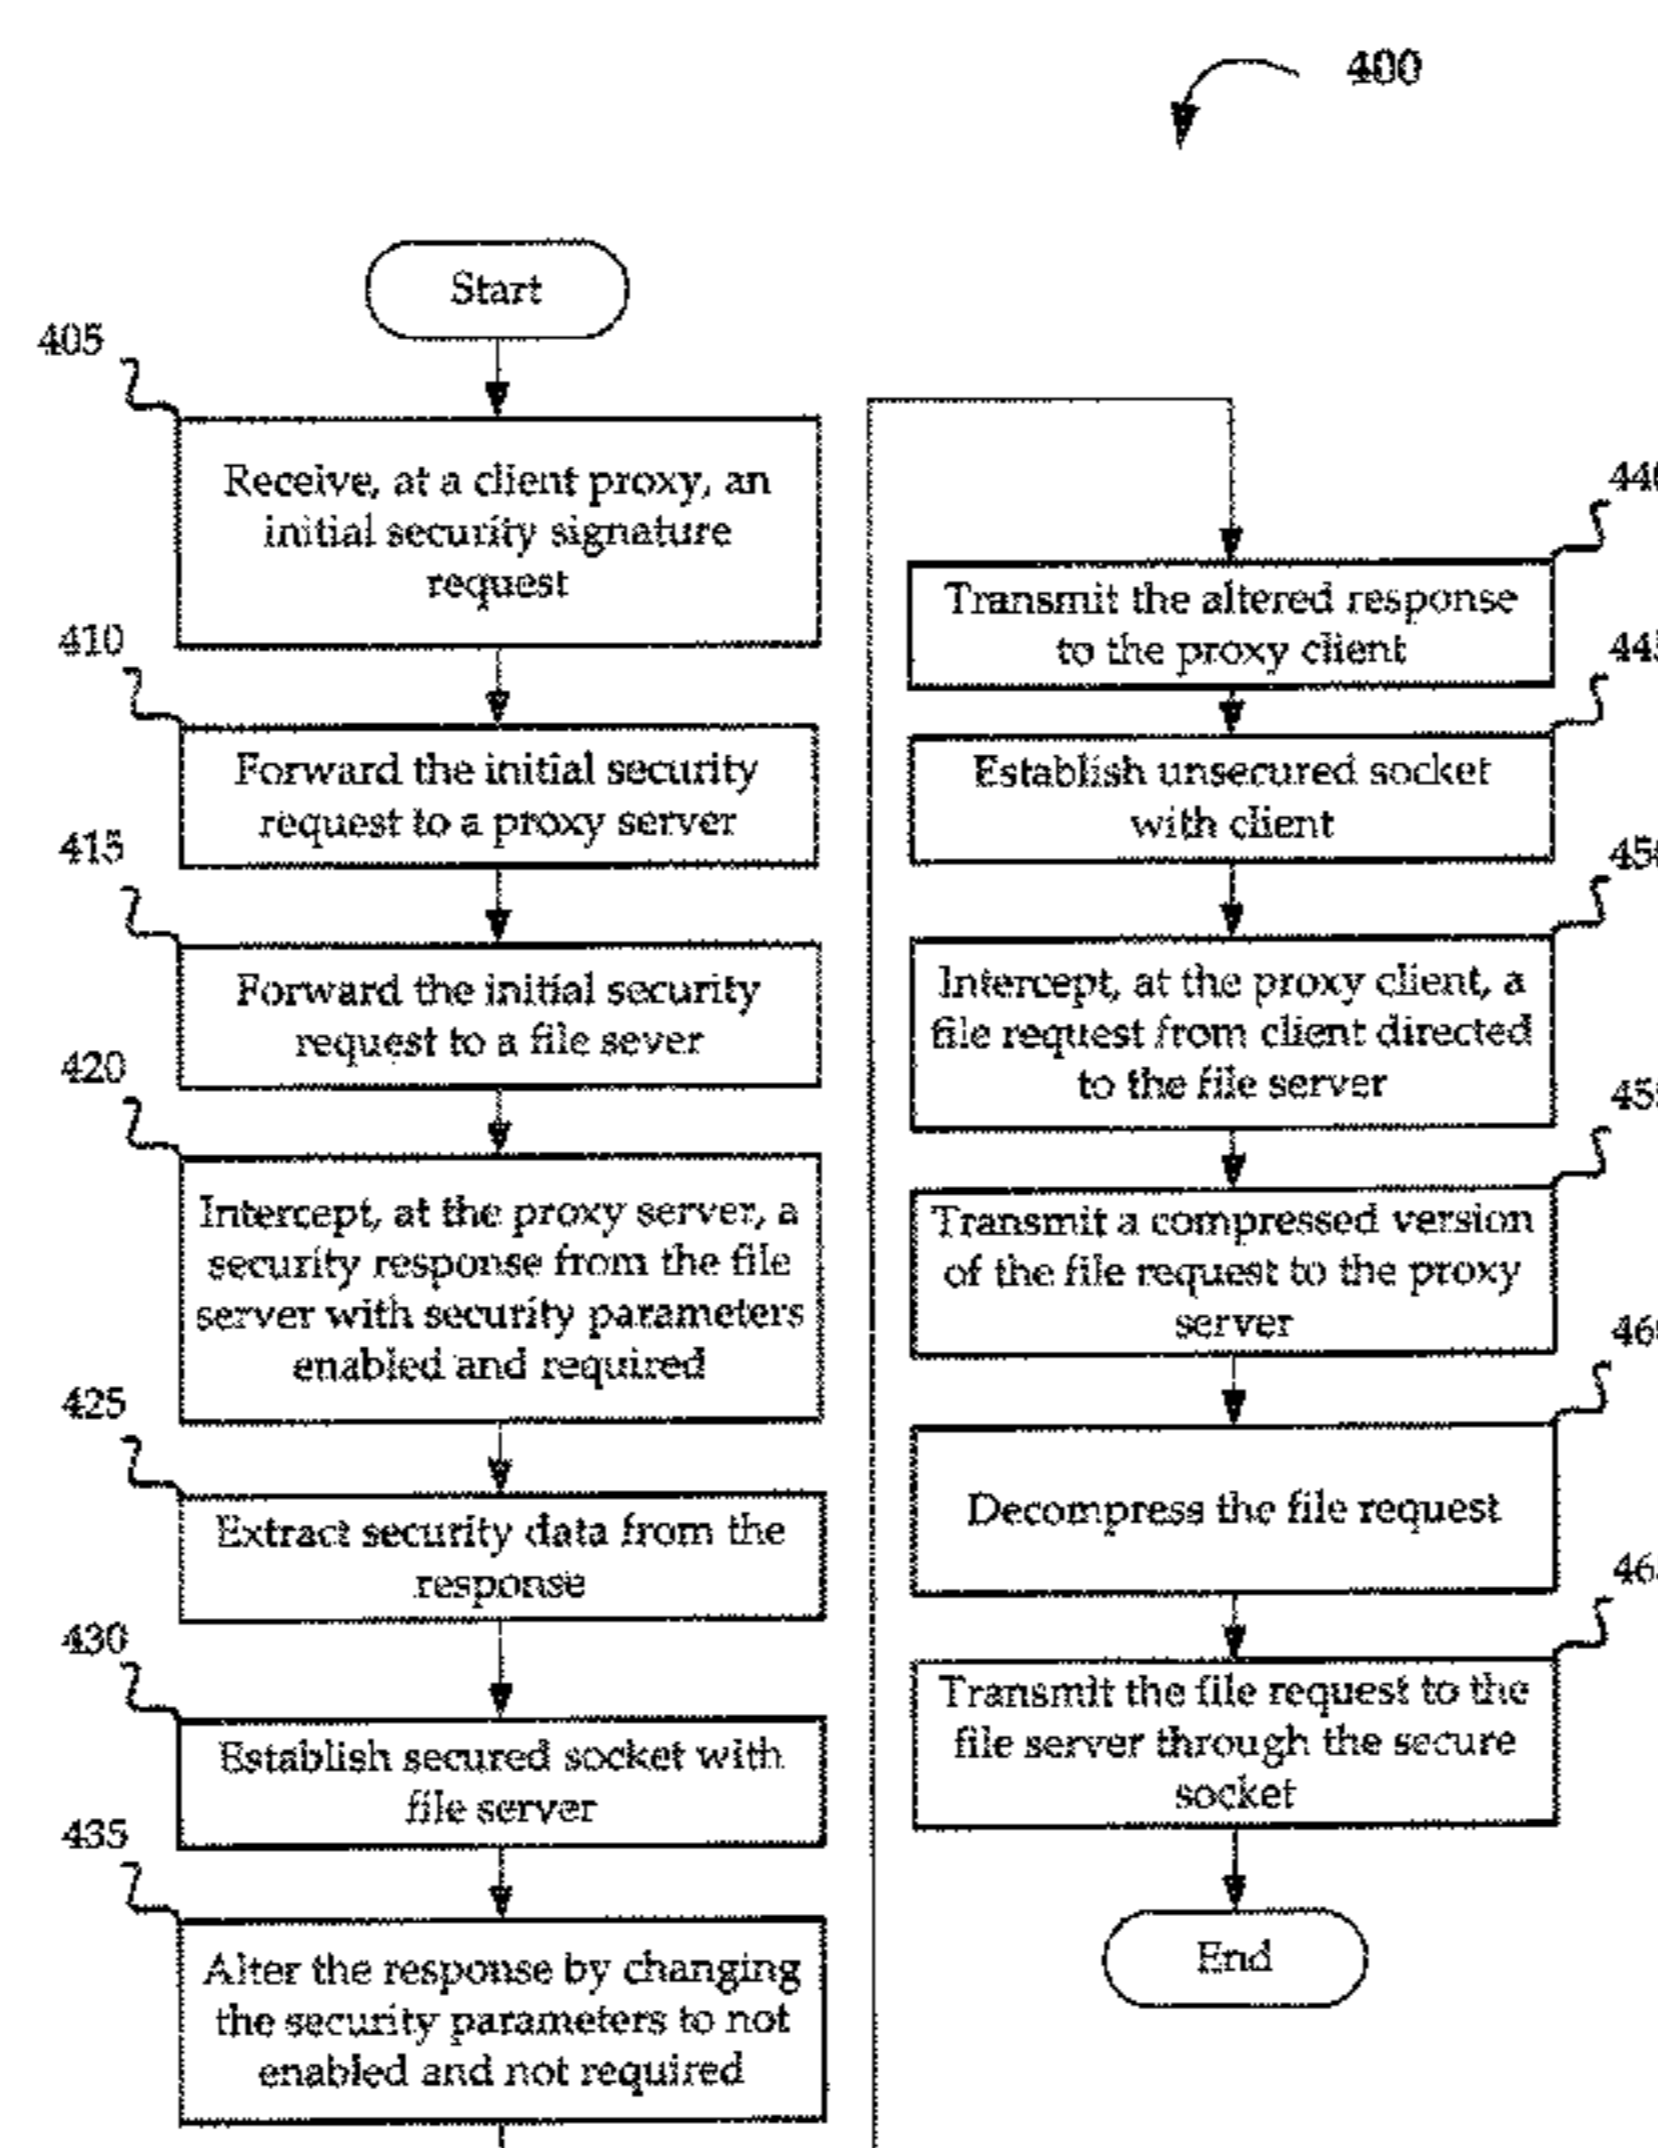 400
Start
405
Receive, at a client proxy, an
initial security signature
request
410
Forward the initial security
request to a proxy server
415
Forward the initial security
request to a file sever
420
Intercept, at the proxy server, a
security response from the file
server with security parameters
enabled and required
425
Extract security data from the
response
430
Establish secured socket with
file server
435
Alter the response by changing
the security parameters to not
enabled and not required
440
Transmit the altered response
to the proxy client
445
Establish unsecured socket
with client
450
Intercept, at the proxy client, a
file request from client directed
to the file server
455
Transmit a compressed version
of the file request to the proxy
server
460
Decompress the file request
465
Transmit the file request to the
file server through the secure
socket
End